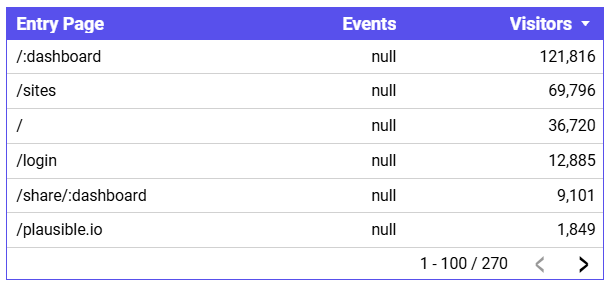 Entry Page Events Visitors
/:dashboard null 121,816
/sites null 69,796
/ null 36,720
/login null 12,885
/share/:dashboard null 9,101
/plausible.io null 1,849
1 - 100 / 270